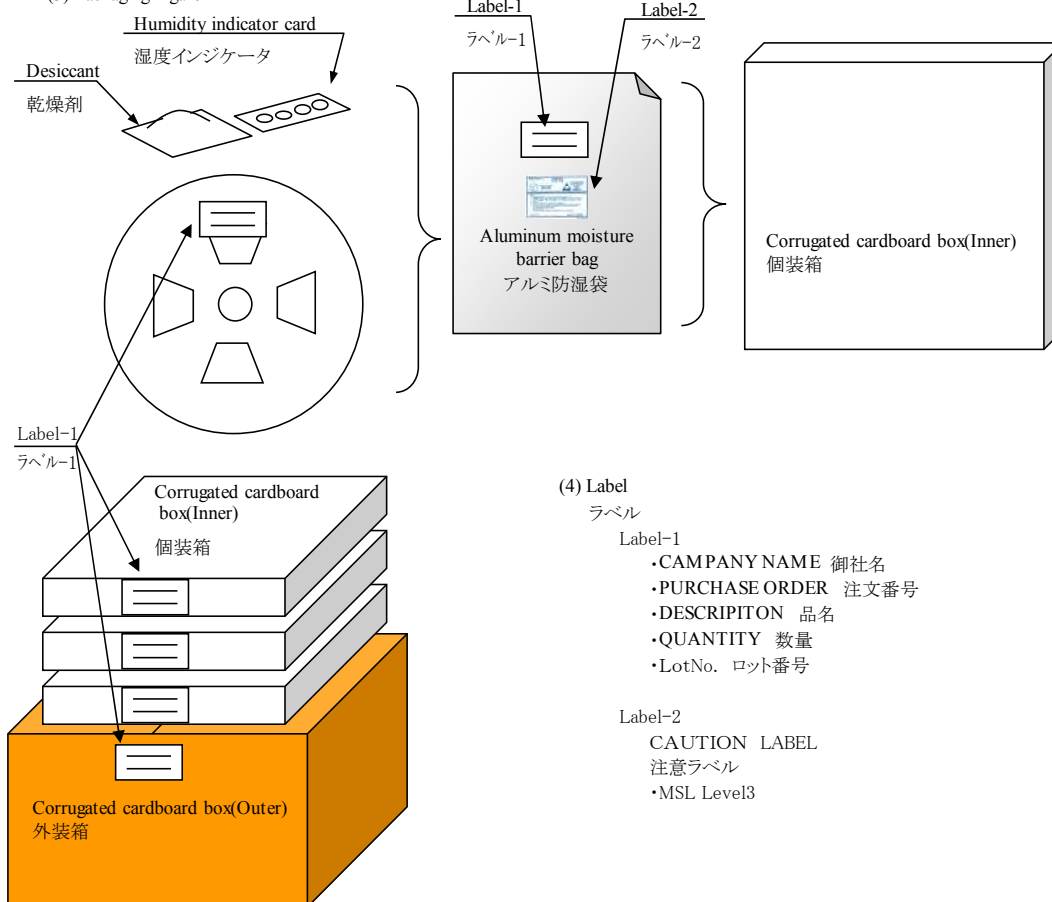 Humidity indicator card
湿度インジケータ
Desiccant
乾燥剤
Label-1
ラベル-1
Label-2
ラベル-2
Aluminum moisture
barrier bag
アルミ防湿袋
Corrugated cardboard box(Inner)
個装箱
Label-1
ラベル-1
Corrugated cardboard
box(Inner)
個装箱
Corrugated cardboard box(Outer)
外装箱
(4) Label
ラベル
Label-1
・CAMPANY NAME 御社名
・PURCHASE ORDER 注文番号
・DESCRIPITON 品名
・QUANTITY 数量
・LotNo. ロット番号
Label-2
CAUTION LABEL
注意ラベル
・MSL Level3